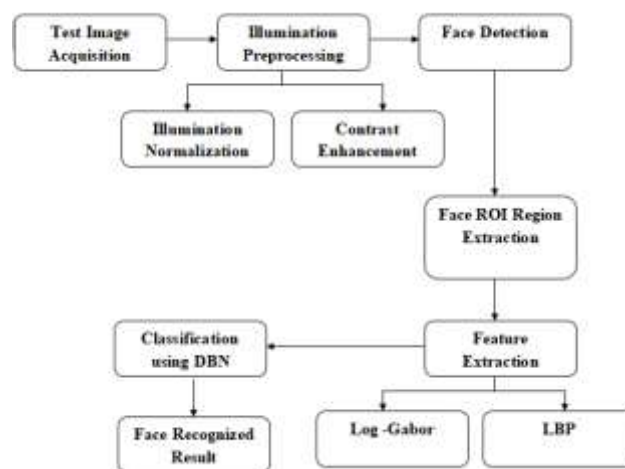 Test Image
Acquisition
Illumination
Preprocessing
Face Detection
Illumination
Normalization
Contrast
Enhancement
Face ROI Region
Extraction
Classification
using DBN
Feature
Extraction
Face Recognized
Result
Log -Gabor
LBP